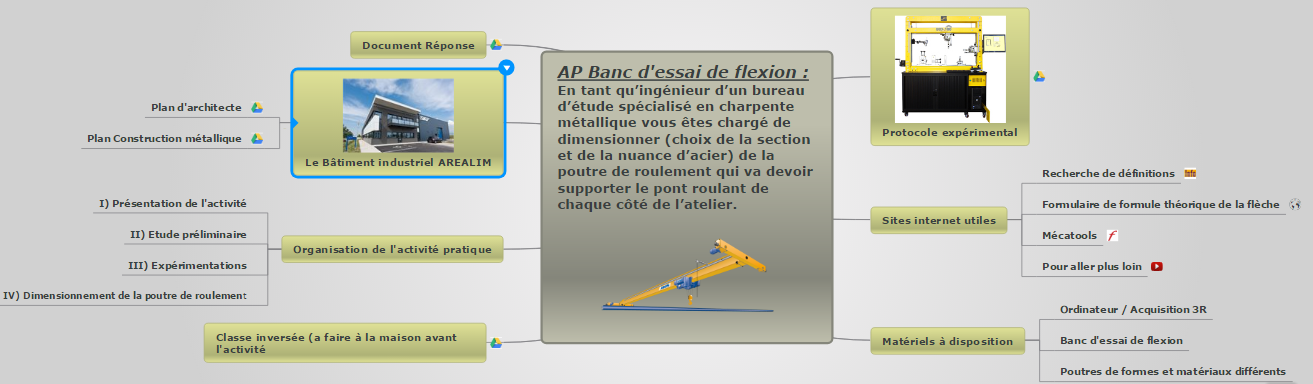 Document Réponse
Plan d'architecte
Plan Construction métallique
Le Bâtiment industriel AREALIM
I) Présentation de l'activité
II) Etude préliminaire
III) Expérimentations
IV) Dimensionnement de la poutre de roulement
Organisation de l'activité pratique
Classe inversée (a faire à la maison avant
l'activité
AP Banc d'essai de flexion :
En tant qu’ingénieur d’un bureau
d’étude spécialisé en charpente
métallique vous êtes chargé de
dimensionner (choix de la section
et de la nuance d’acier) de la
poutre de roulement qui va devoir
supporter le pont roulant de
chaque côté de l’atelier.
Protocole expérimental
Sites internet utiles
Recherche de définitions
Formulaire de formule théorique de la flèche
Mécatools
Pour aller plus loin
Matériels à disposition
Ordinateur / Acquisition 3R
Banc d'essai de flexion
Poutres de formes et matériaux différents